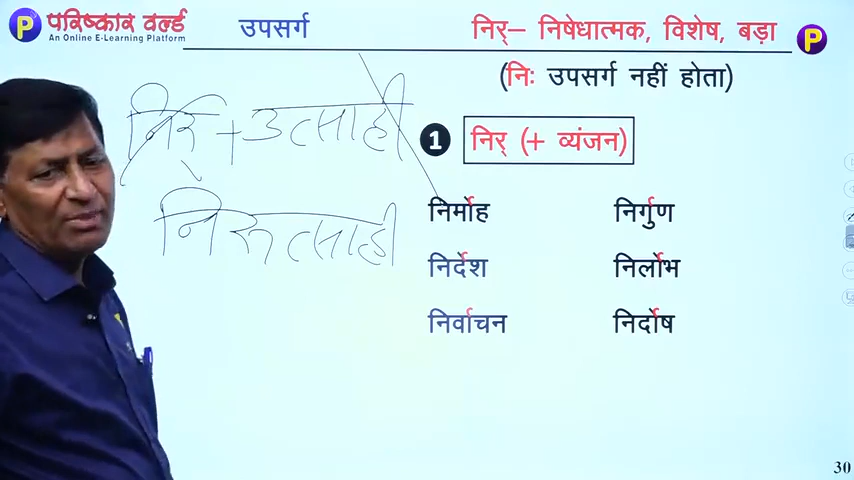 परिष्कार वर्ल्ड
An Online E-Learning Platform
उपसर्ग
निर्– निषेधात्मक, विशेष, बड़ा
(निः उपसर्ग नहीं होता)
निर् + उत्साही
निरुत्साही
1 निर् (+ व्यंजन)
निर्मोह निर्गुण
निर्देश निर्लोभ
निर्वाचन निर्दोष
30